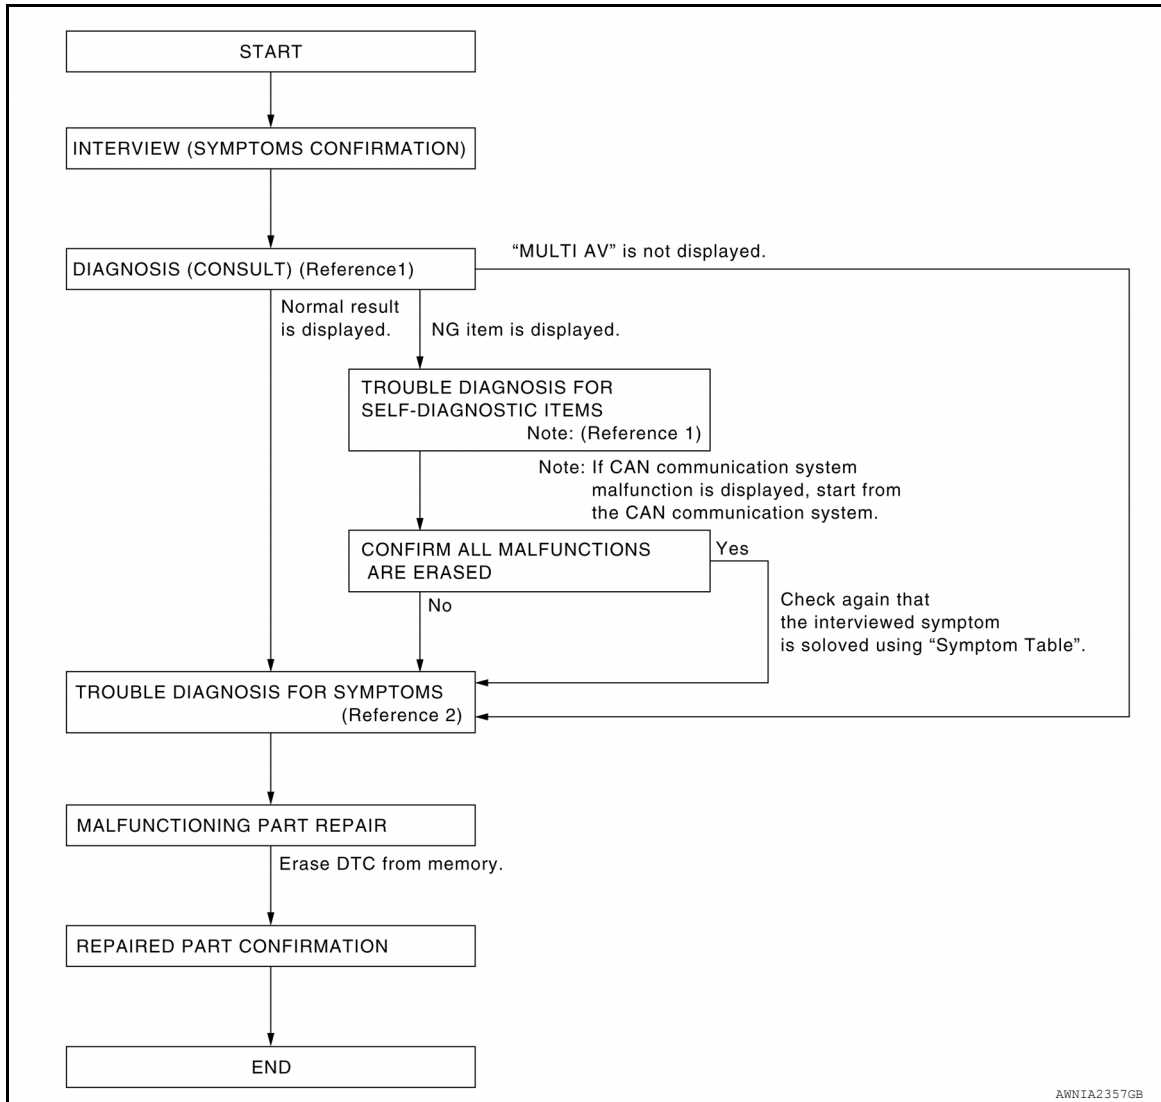 START
INTERVIEW (SYMPTOMS CONFIRMATION)
DIAGNOSIS (CONSULT) (Reference1)
“MULTI AV” is not displayed.
Normal result
is displayed.
NG item is displayed.
TROUBLE DIAGNOSIS FOR
SELF-DIAGNOSTIC ITEMS
Note: (Reference 1)
Note: If CAN communication system
malfunction is displayed, start from
the CAN communication system.
CONFIRM ALL MALFUNCTIONS
ARE ERASED
Yes
No
Check again that
the interviewed symptom
is soloved using “Symptom Table”.
TROUBLE DIAGNOSIS FOR SYMPTOMS
(Reference 2)
MALFUNCTIONING PART REPAIR
Erase DTC from memory.
REPAIRED PART CONFIRMATION
END
AWNIA2357GB